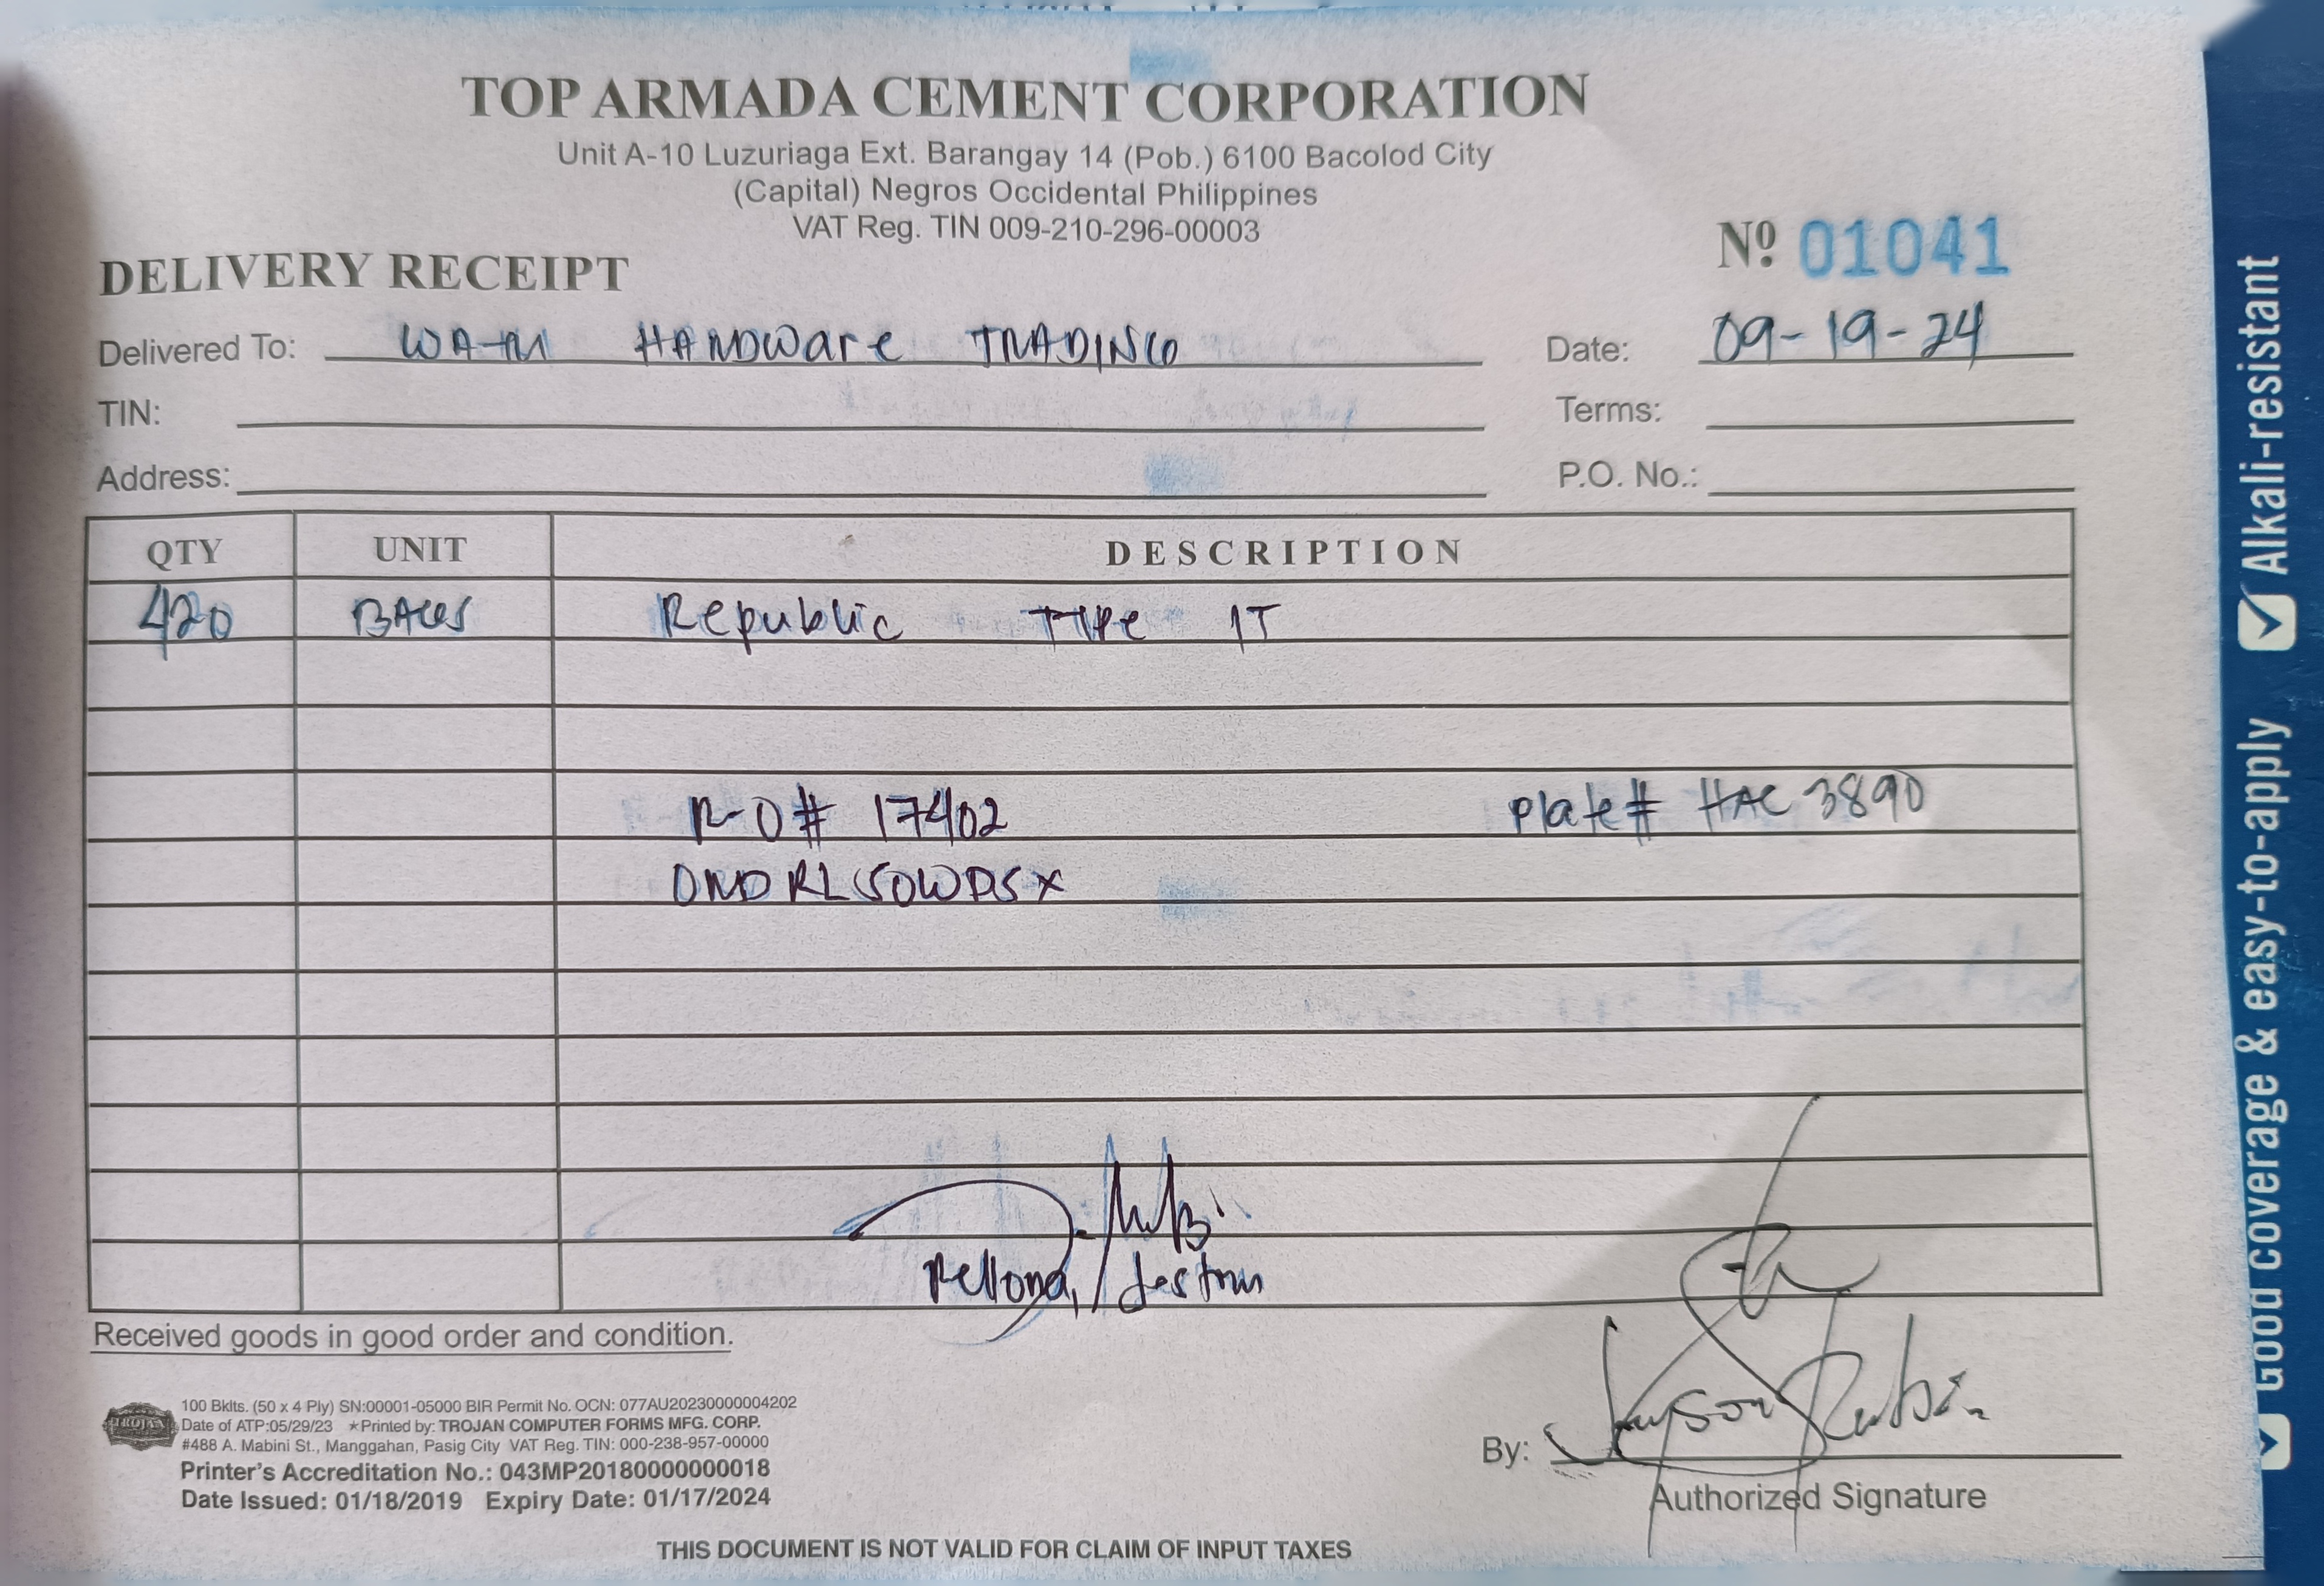 TOP ARMADA CEMENT CORPORATION
Unit A-10 Luzuriaga Ext. Barangay 14 (Pob.) 6100 Bacolod City
(Capital) Negros Occidental Philippines
VAT Reg. TIN 009-210-296-00003
Nº 01041
DELIVERY RECEIPT
Delivered To: HARDWare TRADING
Date: 09-19-24
TIN:
Terms:
Address:
P.O. No.:
QTY UNIT DESCRIPTION
420 BAGS Republic TYPe 1T
R-O# 17402 Plate# HAC 3890
Received goods in good order and condition.
100 Bklts. (50 x 4 Ply) SN:00001-05000 BIR Permit No. OCN: 077AU20230000004202
Date of ATP:05/29/23 ★Printed by: TROJAN COMPUTER FORMS MFG. CORP.
#488 A. Mabini St., Manggahan, Pasig City VAT Reg. TIN: 000-238-957-00000
Printer's Accreditation No.: 043MP20180000000018
Date Issued: 01/18/2019 Expiry Date: 01/17/2024
TROJAN
By: Jayson Rubin
Authorized Signature
THIS DOCUMENT IS NOT VALID FOR CLAIM OF INPUT TAXES
Alkali-resistant
Good coverage & easy-to-apply